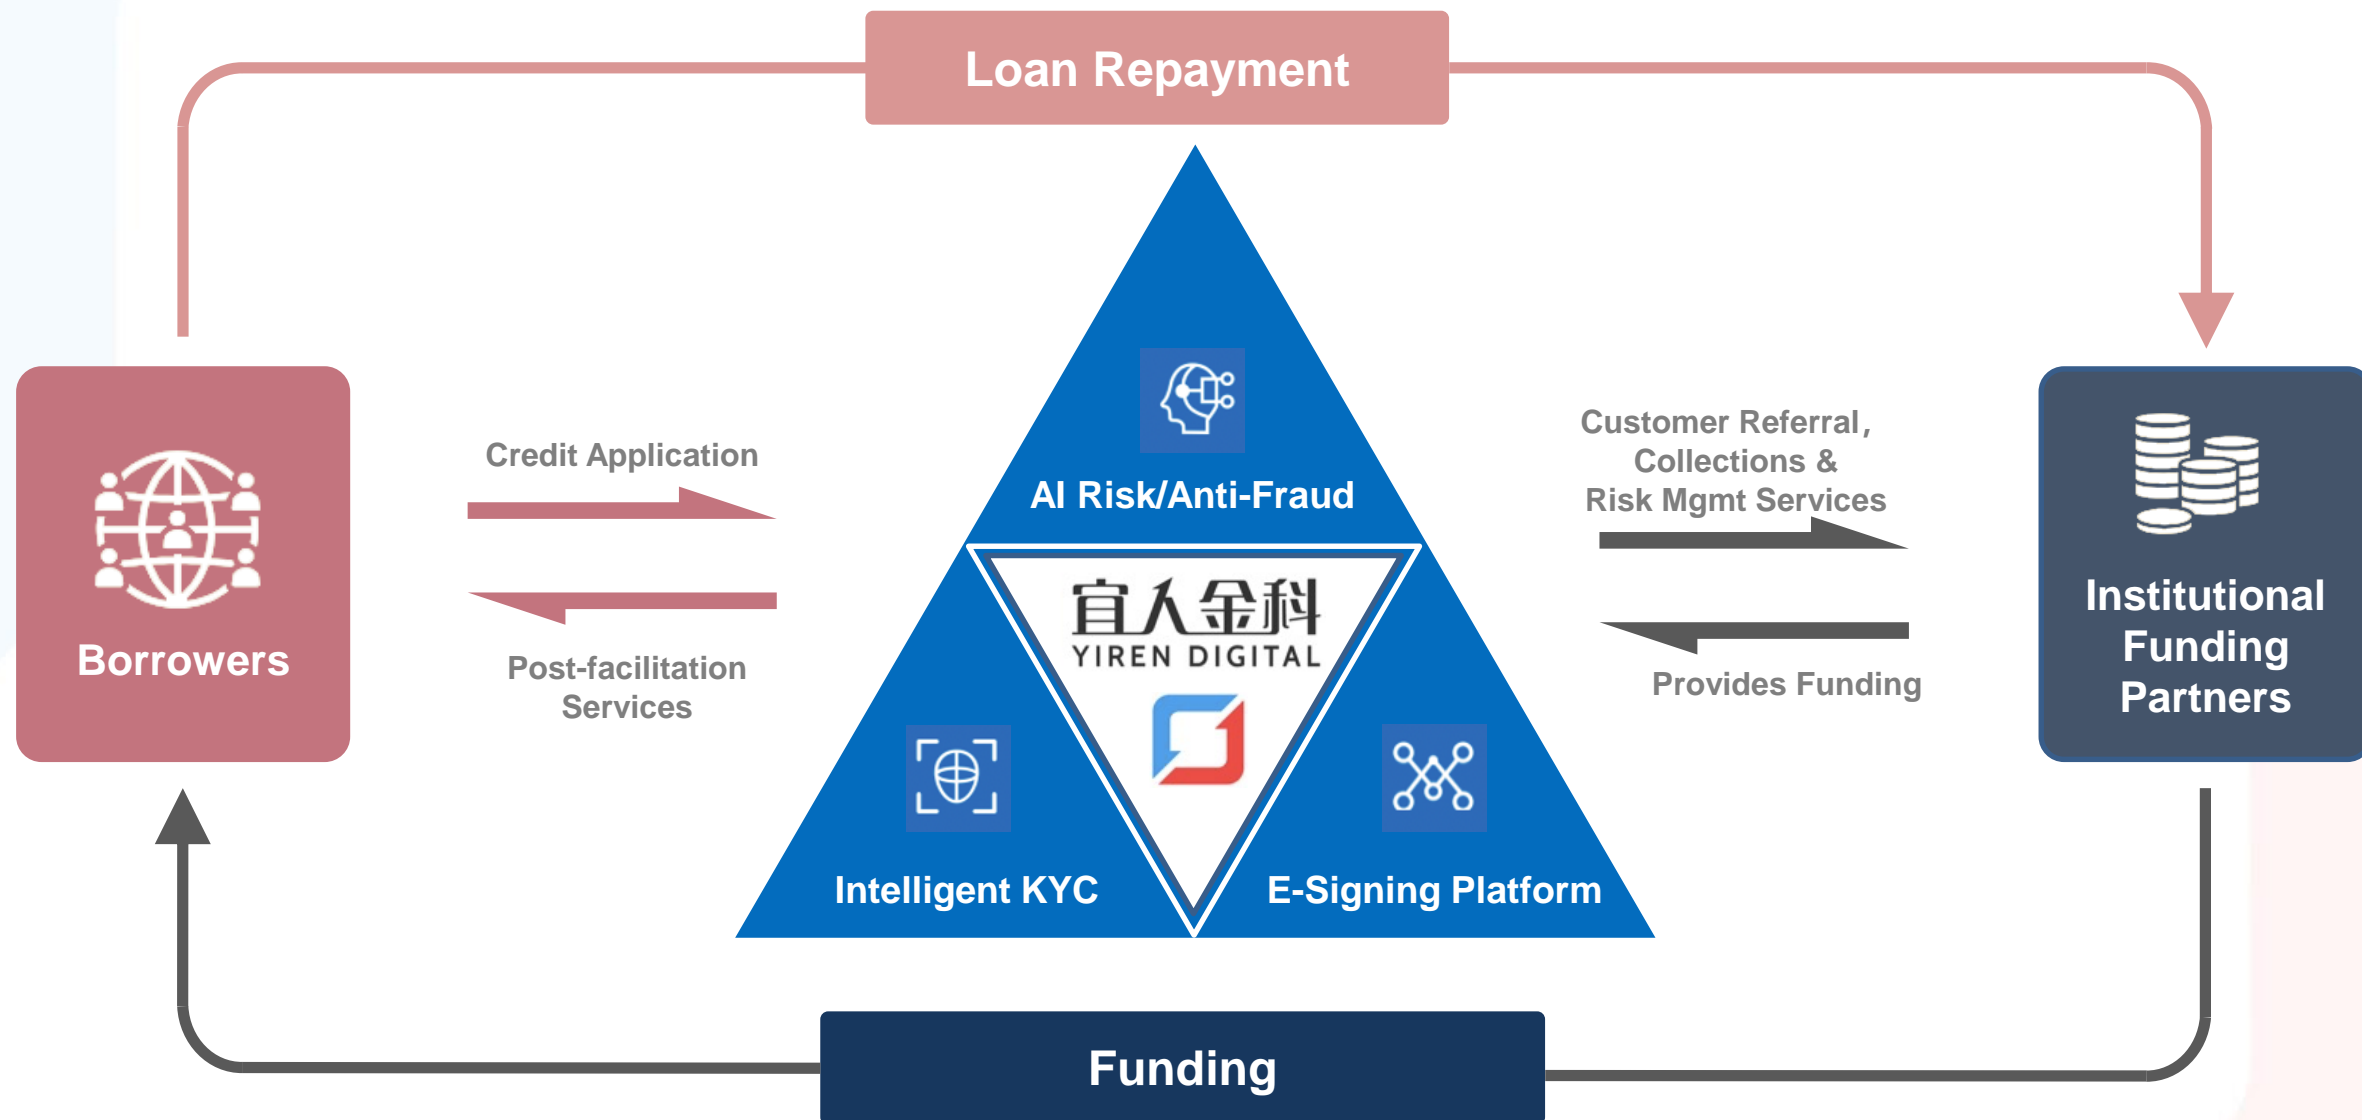 Loan Repayment
Credit Application
Post-facilitation
Services
Borrowers
AI Risk/Anti-Fraud
宜人金科
YIREN DIGITAL
Intelligent KYC
E-Signing Platform
Customer Referral,
Collections &
Risk Mgmt Services
Provides Funding
Institutional
Funding
Partners
Funding